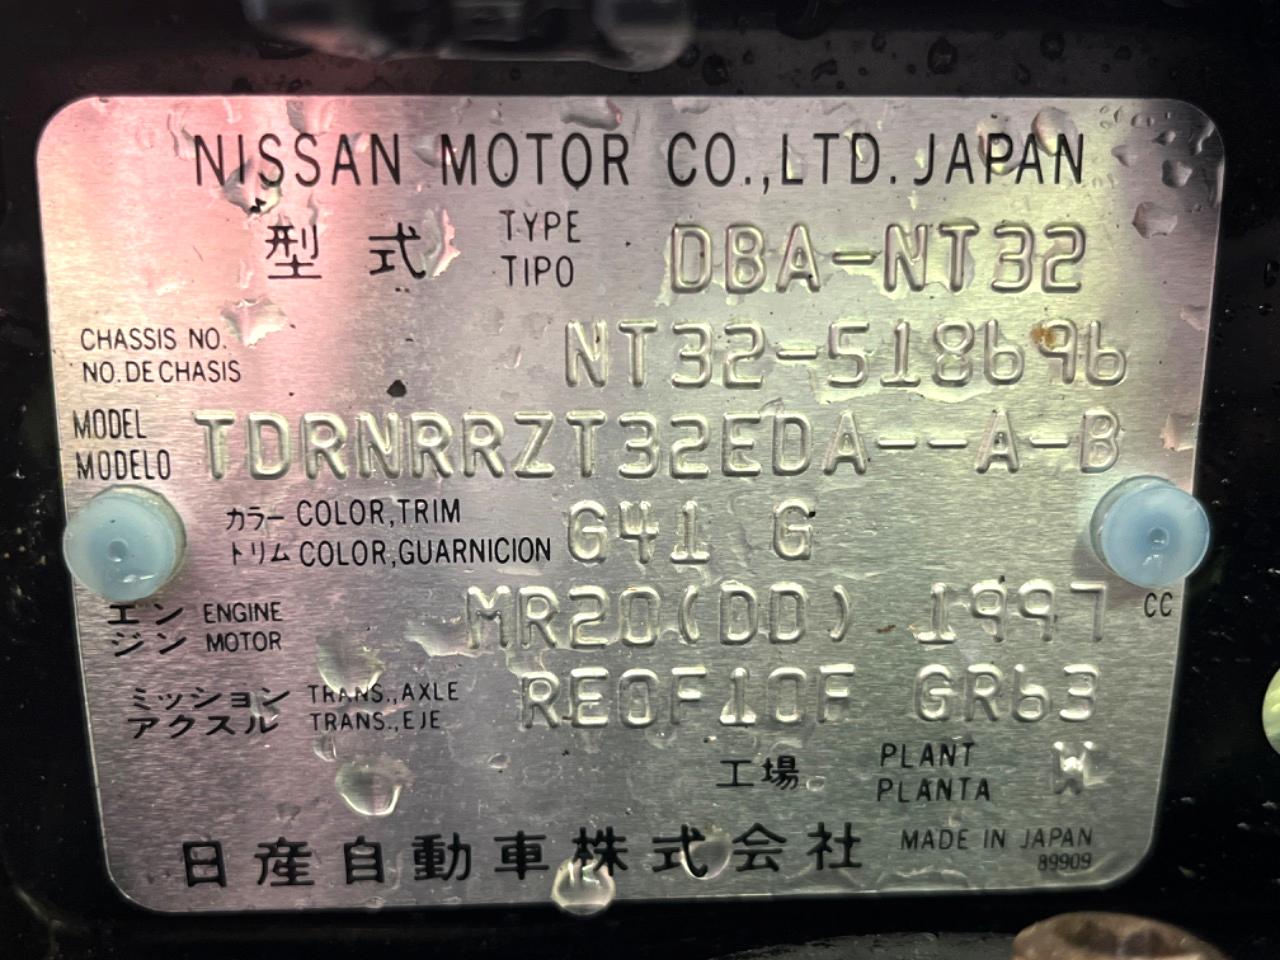 NISSAN MOTOR CO.,LTD. JAPAN
型式 TYPE DBA-NT32
TIPO
CHASSIS NO. NT32-518696
NO. DE CHASIS
MODEL TDRNRRZT32EDA--A-B
MODELO
カラー COLOR,TRIM G41 G
トリム COLOR,GUARNICION
エン ENGINE MR20(DD) 1997 CC
ジン MOTOR
ミッション TRANS.,AXLE RE0F10F GR63
アクスル TRANS.,EJE
工場 PLANT W
PLANTA
日産自動車株式会社 MADE IN JAPAN
89909